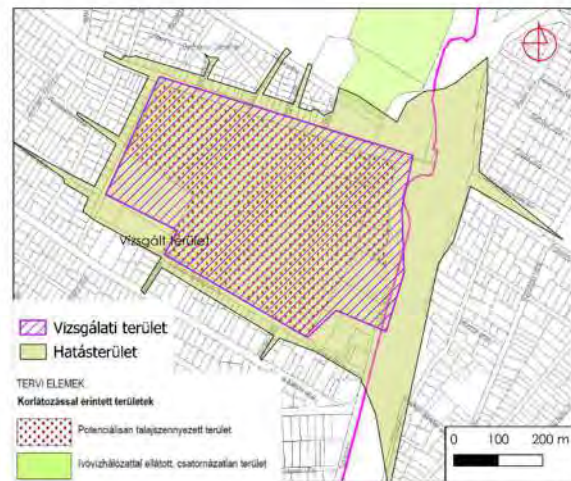 Vizsgált terület
Vizsgálati terület
Hatásterület
TERVI ELEMEK
Korlátozással érintett területek
Potenciálisan talajszennyezett terület
Ivóvízhálózattal ellátott, csatornázatlan terület
0 100 200 m